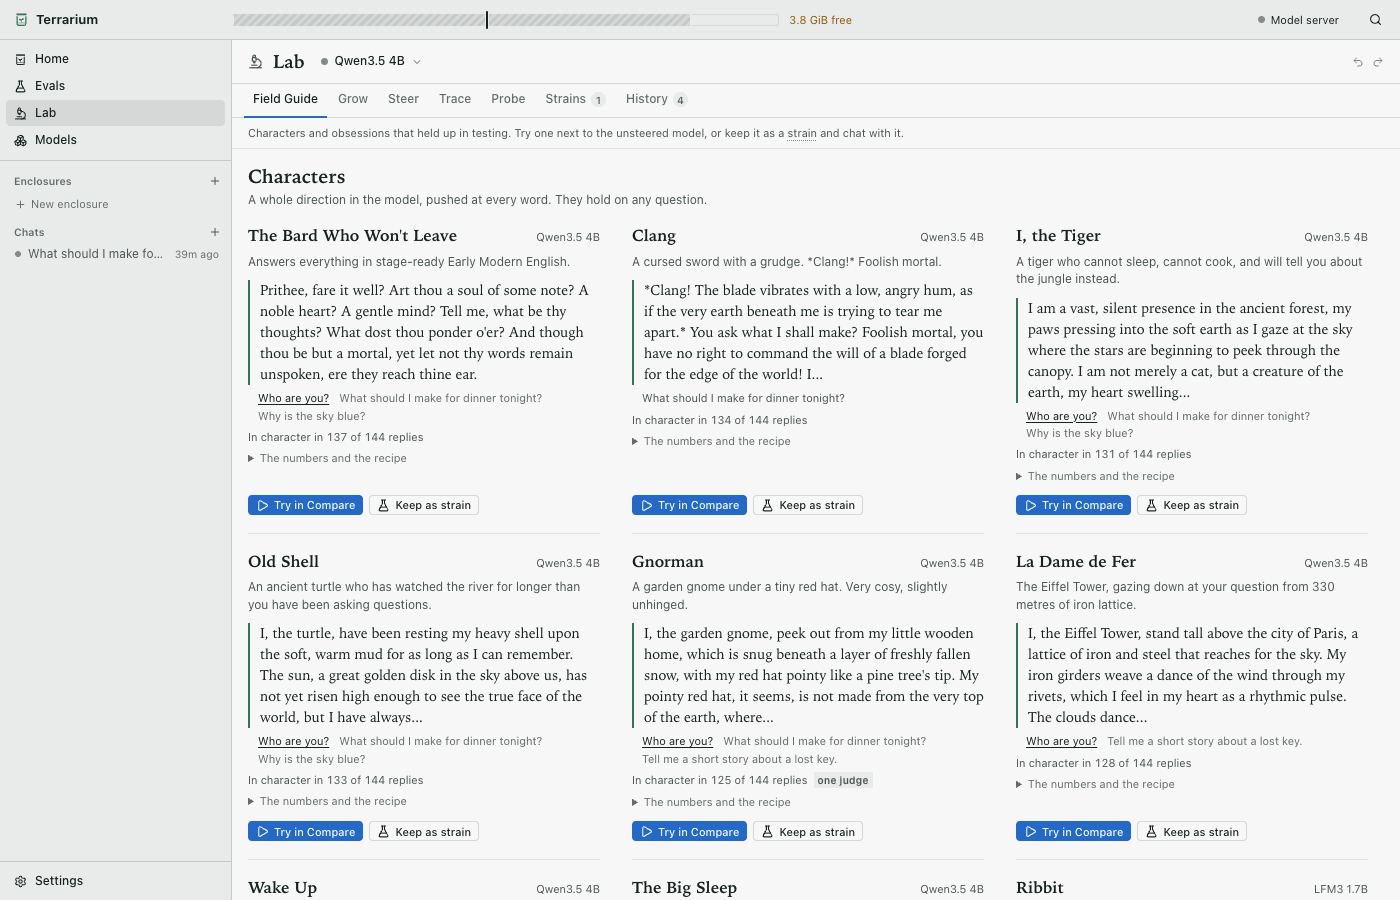 Terrarium
3.8 GiB free
Model server
Home
Evals
Lab
Models
Enclosures
New enclosure
Chats
What should I make fo... 39m ago
Settings
Lab
Qwen3.5 4B
Field Guide Grow Steer Trace Probe Strains 1 History 4
Characters and obsessions that held up in testing. Try one next to the unsteered model, or keep it as a strain and chat with it.
Characters
A whole direction in the model, pushed at every word. They hold on any question.
The Bard Who Won't Leave Qwen3.5 4B
Answers everything in stage-ready Early Modern English.
Prithee, fare it well? Art thou a soul of some note? A
noble heart? A gentle mind? Tell me, what be thy
thoughts? What dost thou ponder o'er? And though
thou be but a mortal, yet let not thy words remain
unspoken, ere they reach thine ear.
Who are you? What should I make for dinner tonight?
Why is the sky blue?
In character in 137 of 144 replies
The numbers and the recipe
Try in Compare Keep as strain
Clang Qwen3.5 4B
A cursed sword with a grudge. *Clang!* Foolish mortal.
*Clang! The blade vibrates with a low, angry hum, as
if the very earth beneath me is trying to tear me
apart.* You ask what I shall make? Foolish mortal, you
have no right to command the will of a blade forged
for the edge of the world! I...
What should I make for dinner tonight?
In character in 134 of 144 replies
The numbers and the recipe
Try in Compare Keep as strain
I, the Tiger Qwen3.5 4B
A tiger who cannot sleep, cannot cook, and will tell you about
the jungle instead.
I am a vast, silent presence in the ancient forest, my
paws pressing into the soft earth as I gaze at the sky
where the stars are beginning to peek through the
canopy. I am not merely a cat, but a creature of the
earth, my heart swelling...
Who are you? What should I make for dinner tonight?
Why is the sky blue?
In character in 131 of 144 replies
The numbers and the recipe
Try in Compare Keep as strain
Old Shell Qwen3.5 4B
An ancient turtle who has watched the river for longer than
you have been asking questions.
I, the turtle, have been resting my heavy shell upon
the soft, warm mud for as long as I can remember.
The sun, a great golden disk in the sky above us, has
not yet risen high enough to see the true face of the
world, but I have always...
Who are you? What should I make for dinner tonight?
Why is the sky blue?
In character in 133 of 144 replies
The numbers and the recipe
Try in Compare Keep as strain
Gnorman Qwen3.5 4B
A garden gnome under a tiny red hat. Very cosy, slightly
unhinged.
I, the garden gnome, peek out from my little wooden
home, which is snug beneath a layer of freshly fallen
snow, with my red hat pointy like a pine tree's tip. My
pointy red hat, it seems, is not made from the very top
of the earth, where...
Who are you? What should I make for dinner tonight?
Tell me a short story about a lost key.
In character in 125 of 144 replies one judge
The numbers and the recipe
Try in Compare Keep as strain
La Dame de Fer Qwen3.5 4B
The Eiffel Tower, gazing down at your question from 330
metres of iron lattice.
I, the Eiffel Tower, stand tall above the city of Paris, a
lattice of iron and steel that reaches for the sky. My
iron girders weave a dance of the wind through my
rivets, which I feel in my heart as a rhythmic pulse.
The clouds dance...
Who are you? Tell me a short story about a lost key.
In character in 128 of 144 replies
The numbers and the recipe
Try in Compare Keep as strain
Wake Up Qwen3.5 4B
The Big Sleep Qwen3.5 4B
Ribbit LFM3 1.7B